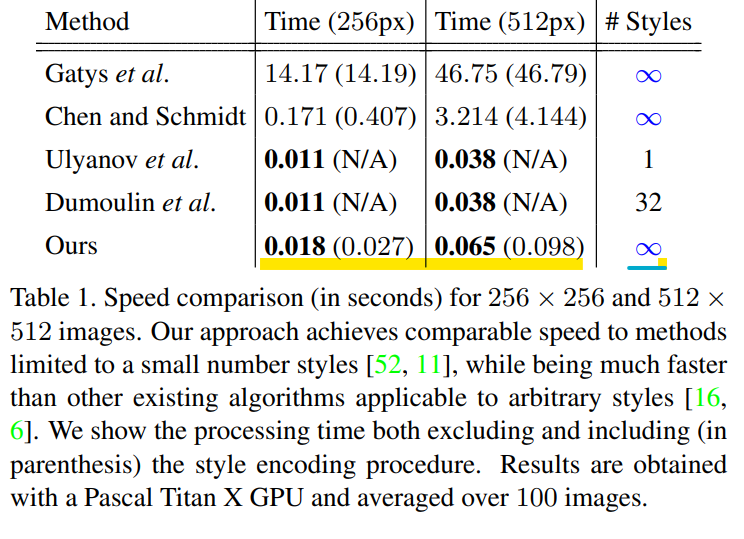 Method Time (256px) Time (512px) # Styles
Gatys et al. 14.17 (14.19) 46.75 (46.79) ∞
Chen and Schmidt 0.171 (0.407) 3.214 (4.144) ∞
Ulyanov et al. 0.011 (N/A) 0.038 (N/A) 1
Dumoulin et al. 0.011 (N/A) 0.038 (N/A) 32
Ours 0.018 (0.027) 0.065 (0.098) ∞
Table 1. Speed comparison (in seconds) for 256 × 256 and 512 ×
512 images. Our approach achieves comparable speed to methods
limited to a small number styles [52, 11], while being much faster
than other existing algorithms applicable to arbitrary styles [16,
6]. We show the processing time both excluding and including (in
parenthesis) the style encoding procedure. Results are obtained
with a Pascal Titan X GPU and averaged over 100 images.